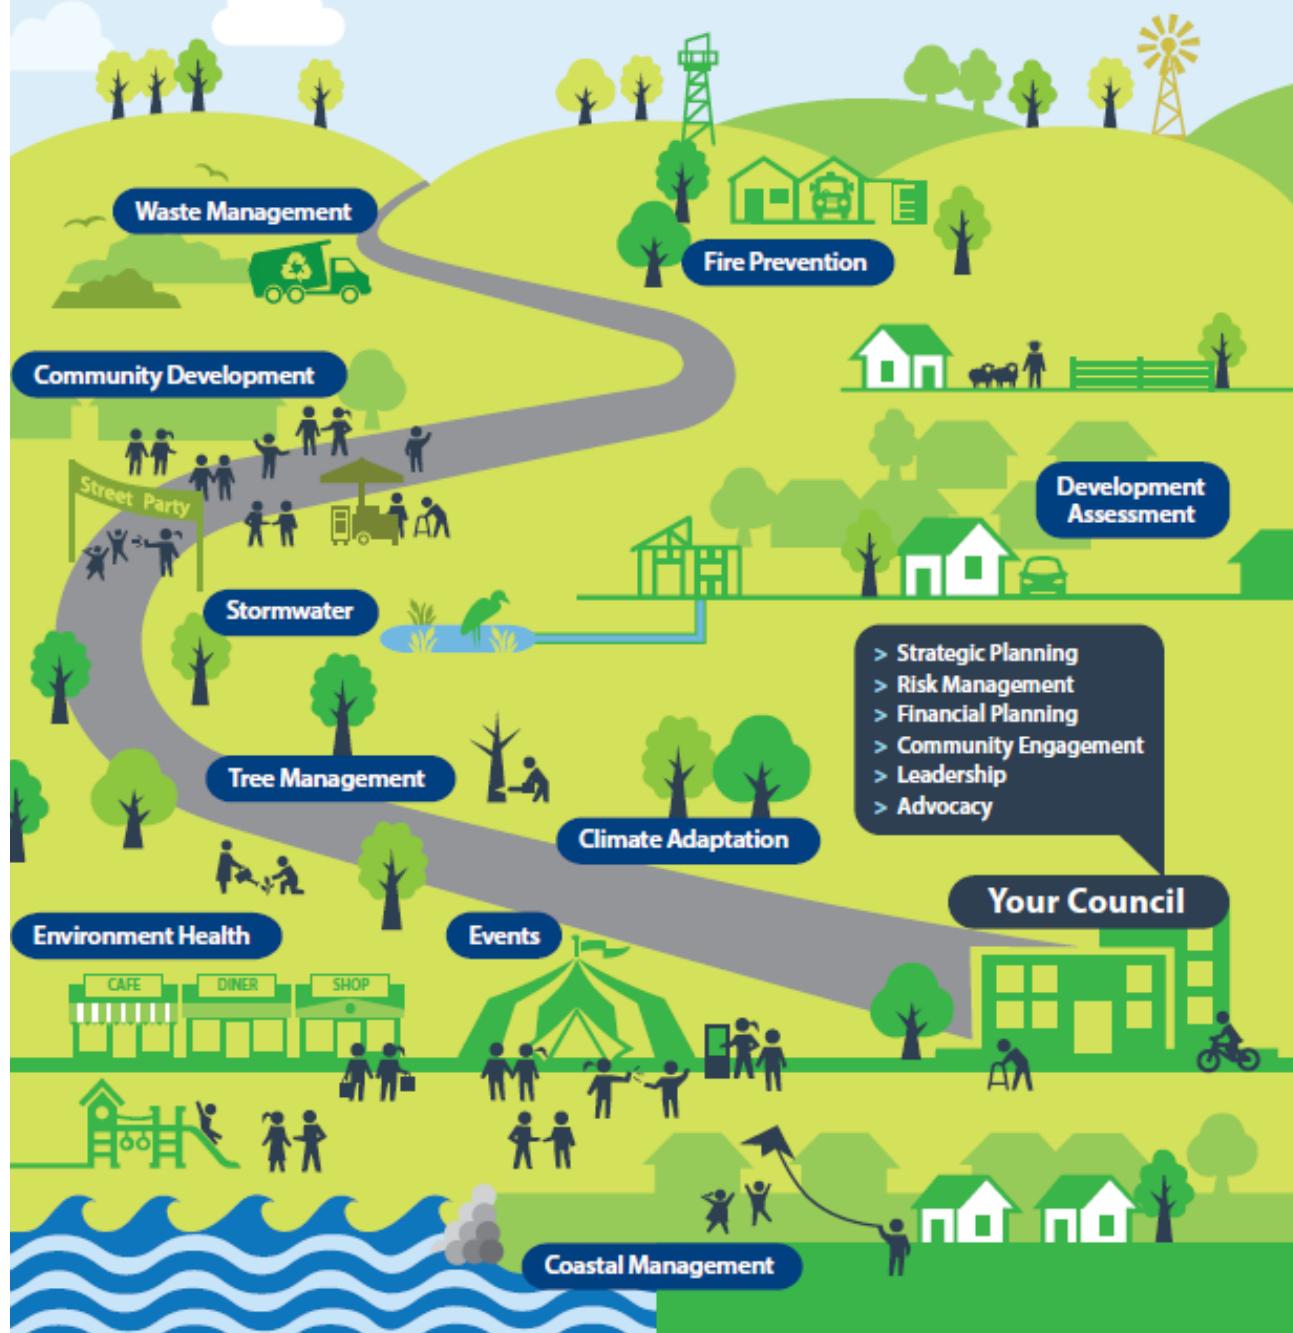 Waste Management
Fire Prevention
Community Development
Street Party
Development
Assessment
Stormwater
> Strategic Planning
> Risk Management
> Financial Planning
> Community Engagement
> Leadership
> Advocacy
Tree Management
Climate Adaptation
Your Council
Environment Health
Events
CAFE
DINER
SHOP
Coastal Management